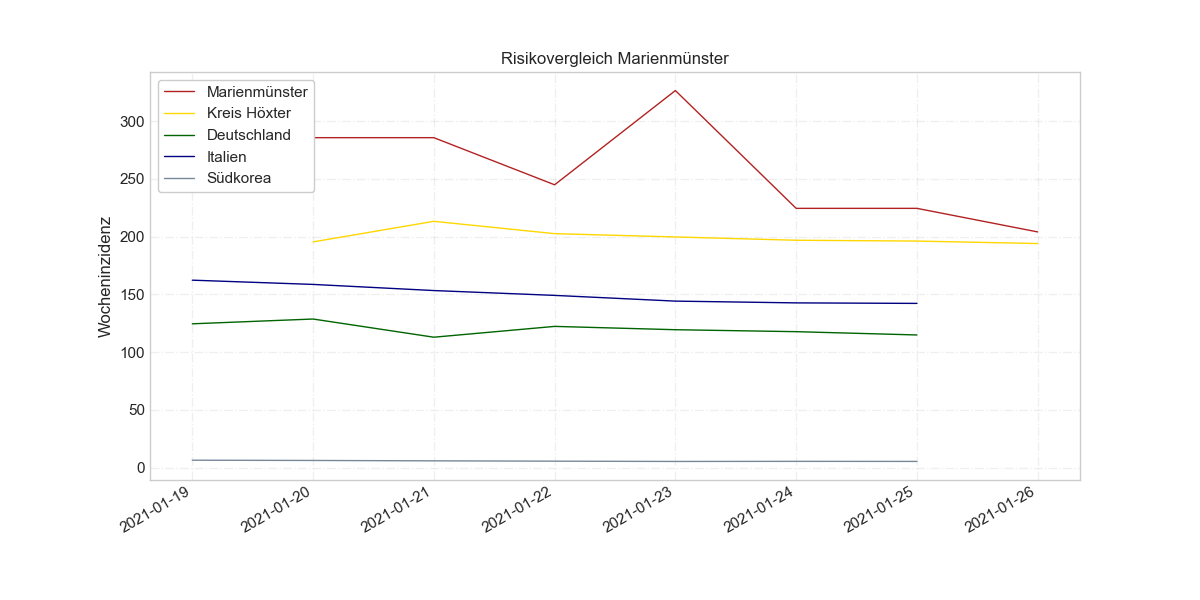 Risikovergleich Marienmünster
Marienmünster
Kreis Höxter
Deutschland
Italien
Südkorea
Wocheninzidenz
300
250
200
150
100
50
0
2021-01-19
2021-01-20
2021-01-21
2021-01-22
2021-01-23
2021-01-24
2021-01-25
2021-01-26